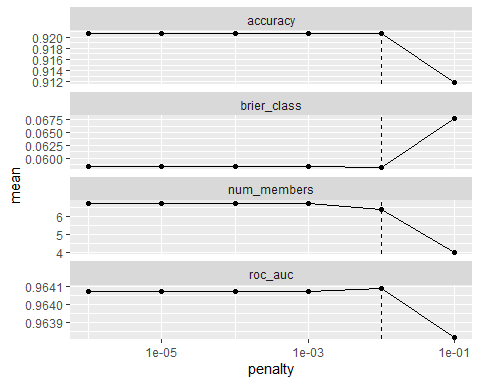 accuracy
0.920
0.918
0.916
0.914
0.912
brier_class
0.0675
0.0650
0.0625
0.0600
mean
num_members
6
5
4
roc_auc
0.9641
0.9640
0.9639
1e-05 1e-03 1e-01
penalty